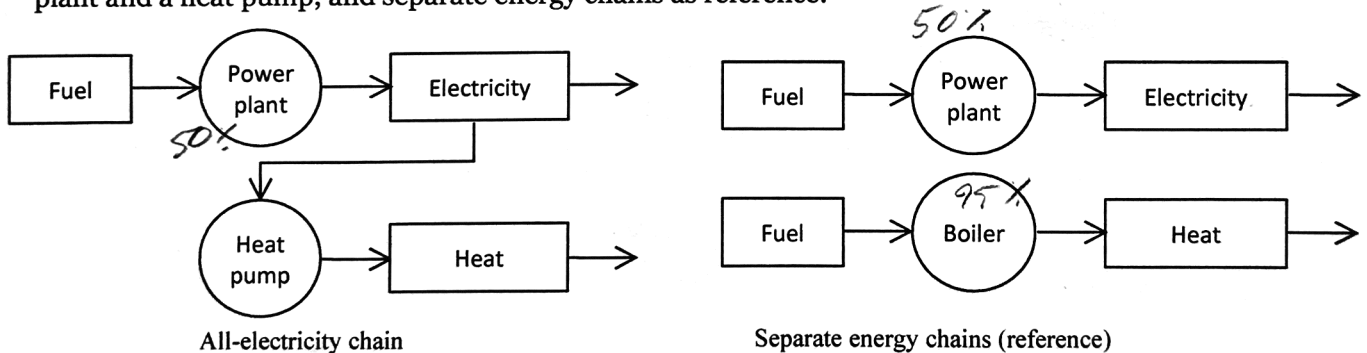 plant and a heat pump, and separate energy chains as reference.
50%
Fuel
Power
plant
Electricity
50%
Heat
pump
Heat
Fuel
Power
plant
Electricity
95%
Fuel
Boiler
Heat
All-electricity chain
Separate energy chains (reference)